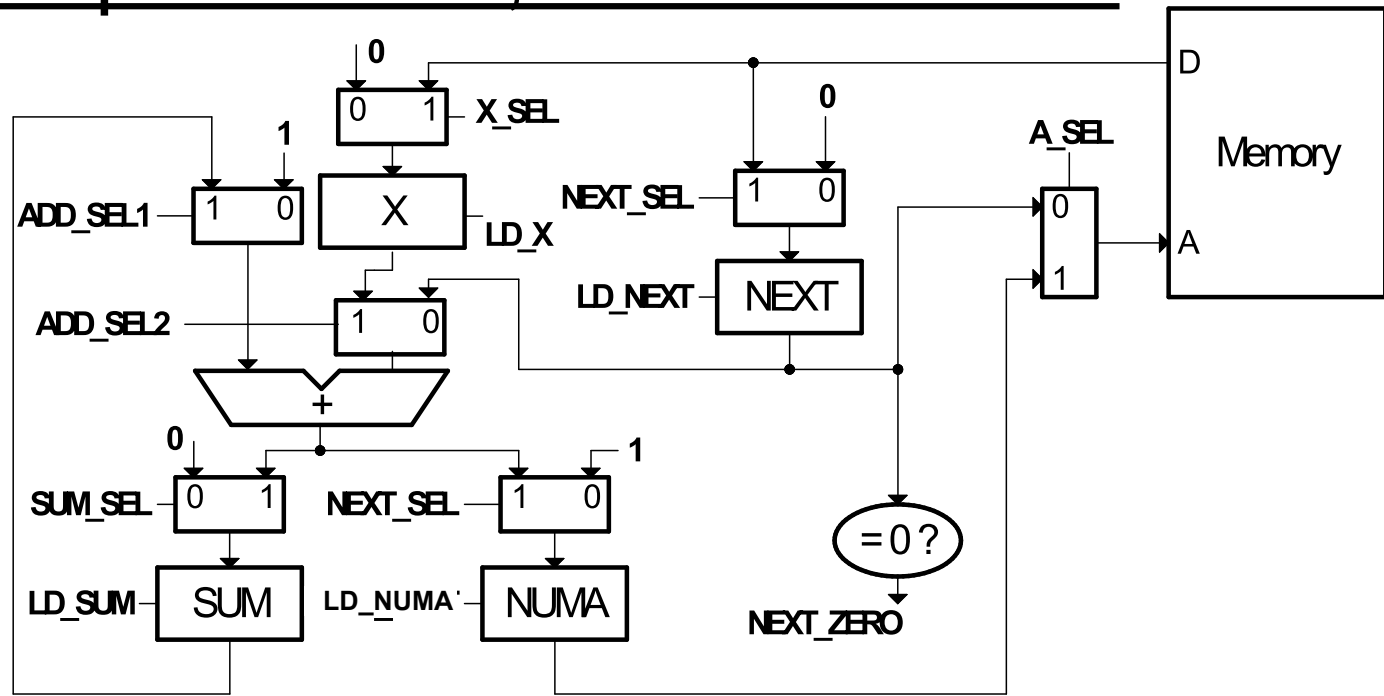 0
D
0 1
X_SEL
0
A_SEL
Memory
1
ADD_SEL1
1 0
X
LD_X
NEXT_SEL
1 0
0
A
1
LD_NEXT
NEXT
ADD_SEL2
1 0
+
0
1
SUM_SEL
0 1
NEXT_SEL
1 0
=0?
LD_SUM
SUM
LD_NUMA'
NUMA
NEXT_ZERO